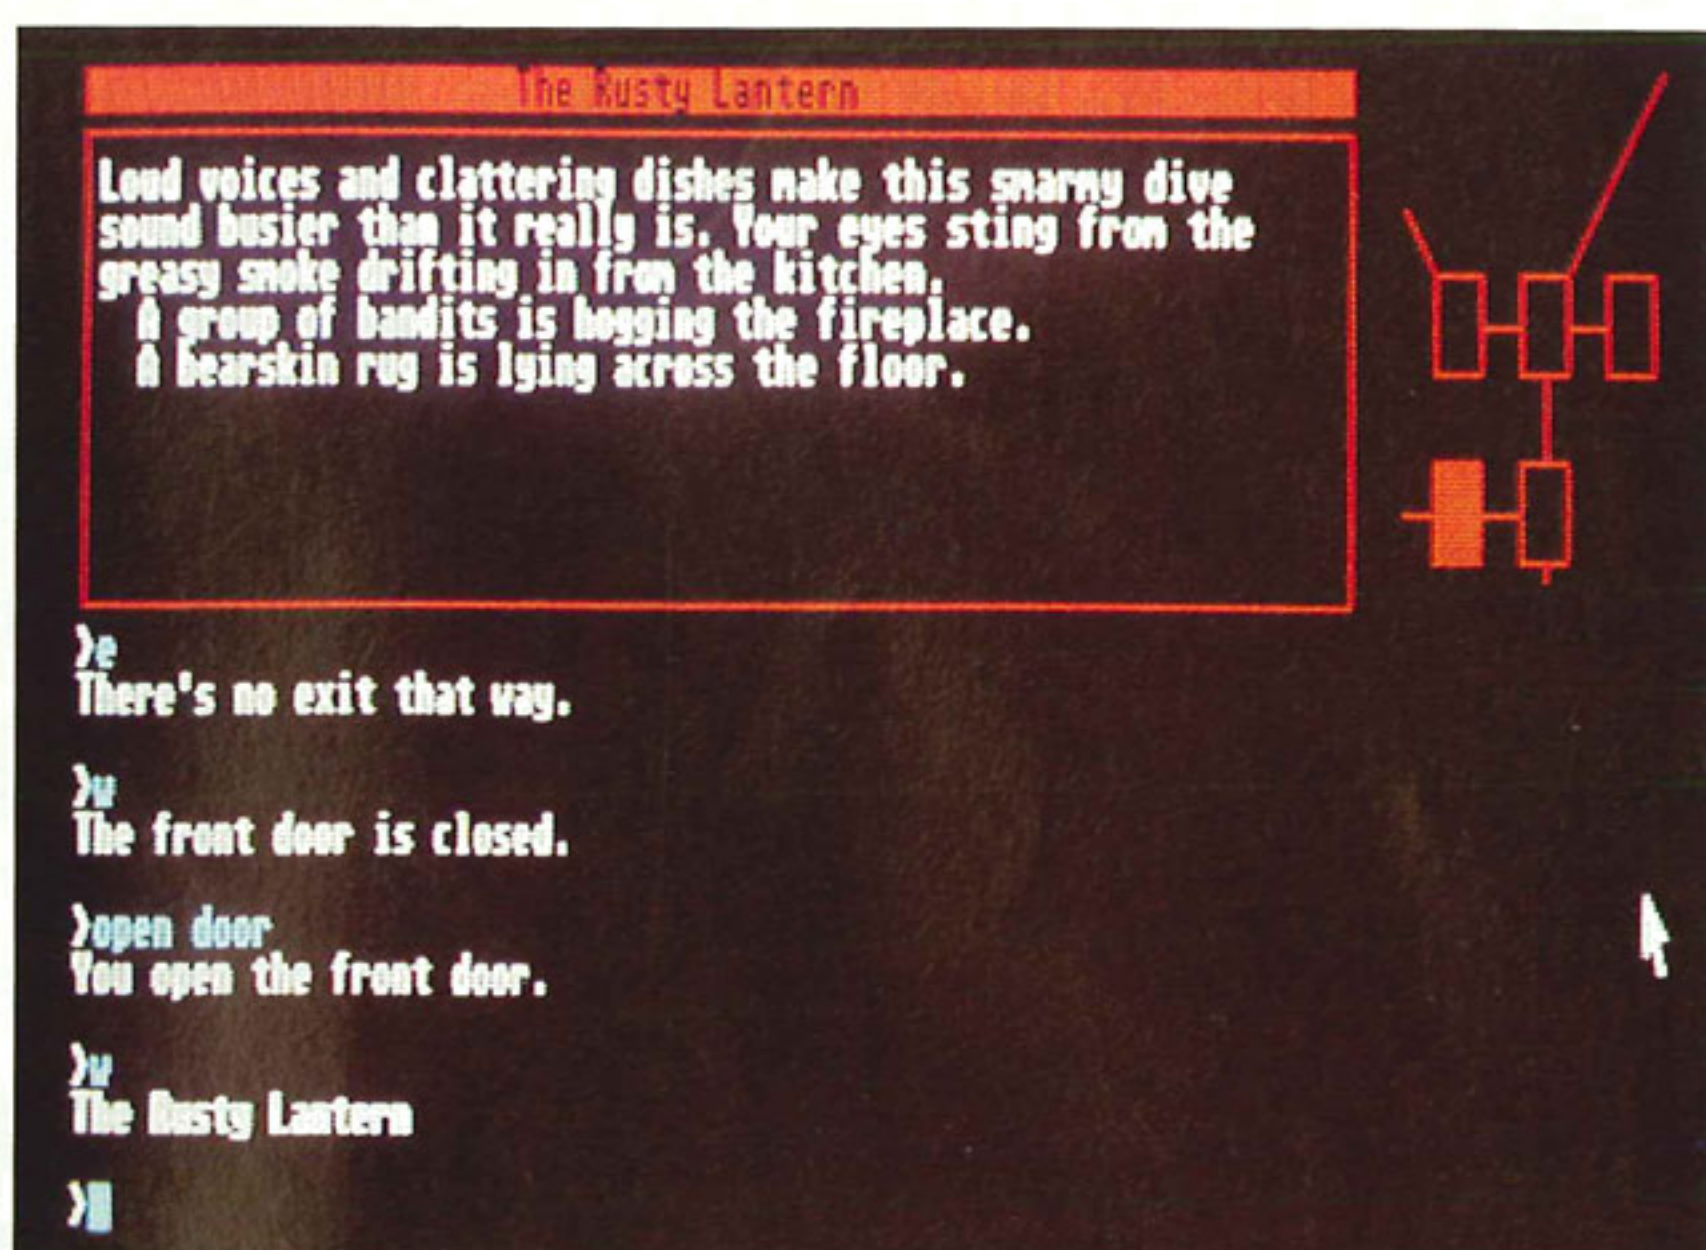 The Rusty Lantern
Loud voices and clattering dishes make this smarmy dive
sound busier than it really is. Your eyes sting from the
greasy smoke drifting in from the kitchen.
A group of bandits is hogging the fireplace.
A bearskin rug is lying across the floor.
>e
There's no exit that way.
>w
The front door is closed.
>open door
You open the front door.
>w
The Rusty Lantern
>